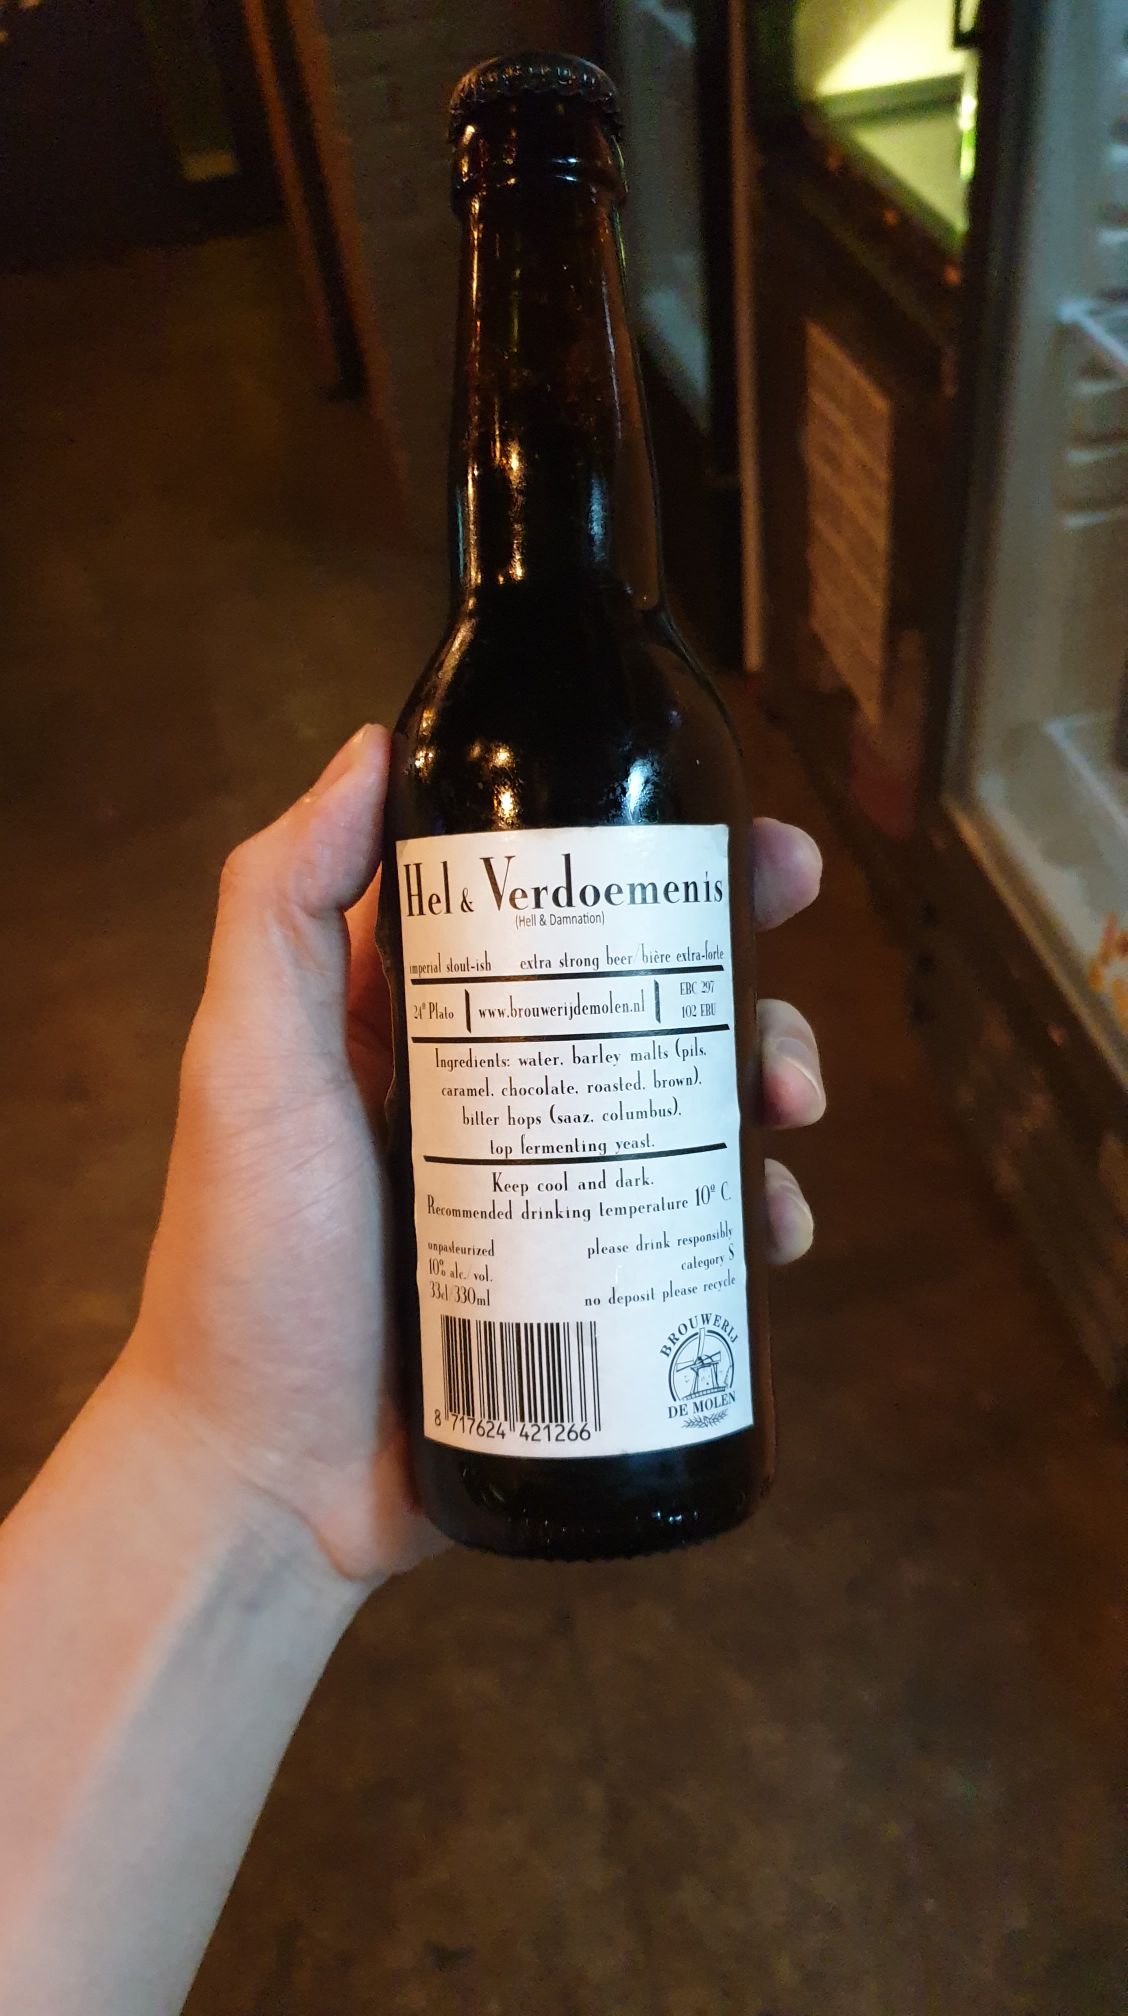 Hel & Verdoemenis
(Hell & Damnation)
imperial stout-ish extra strong beer/bière extra-forte
24º Plato www.brouwerijdemolen.nl EBC 297
102 EBU
Ingredients: water, barley malts (pils,
caramel, chocolate, roasted, brown),
bitter hops (saaz, columbus),
top fermenting yeast.
Keep cool and dark.
Recommended drinking temperature 10º C
unpasteurized please drink responsibly
10% alc./vol. category S
33cl/330ml no deposit please recycle
8 717624 421266
BROUWERIJ
DE MOLEN